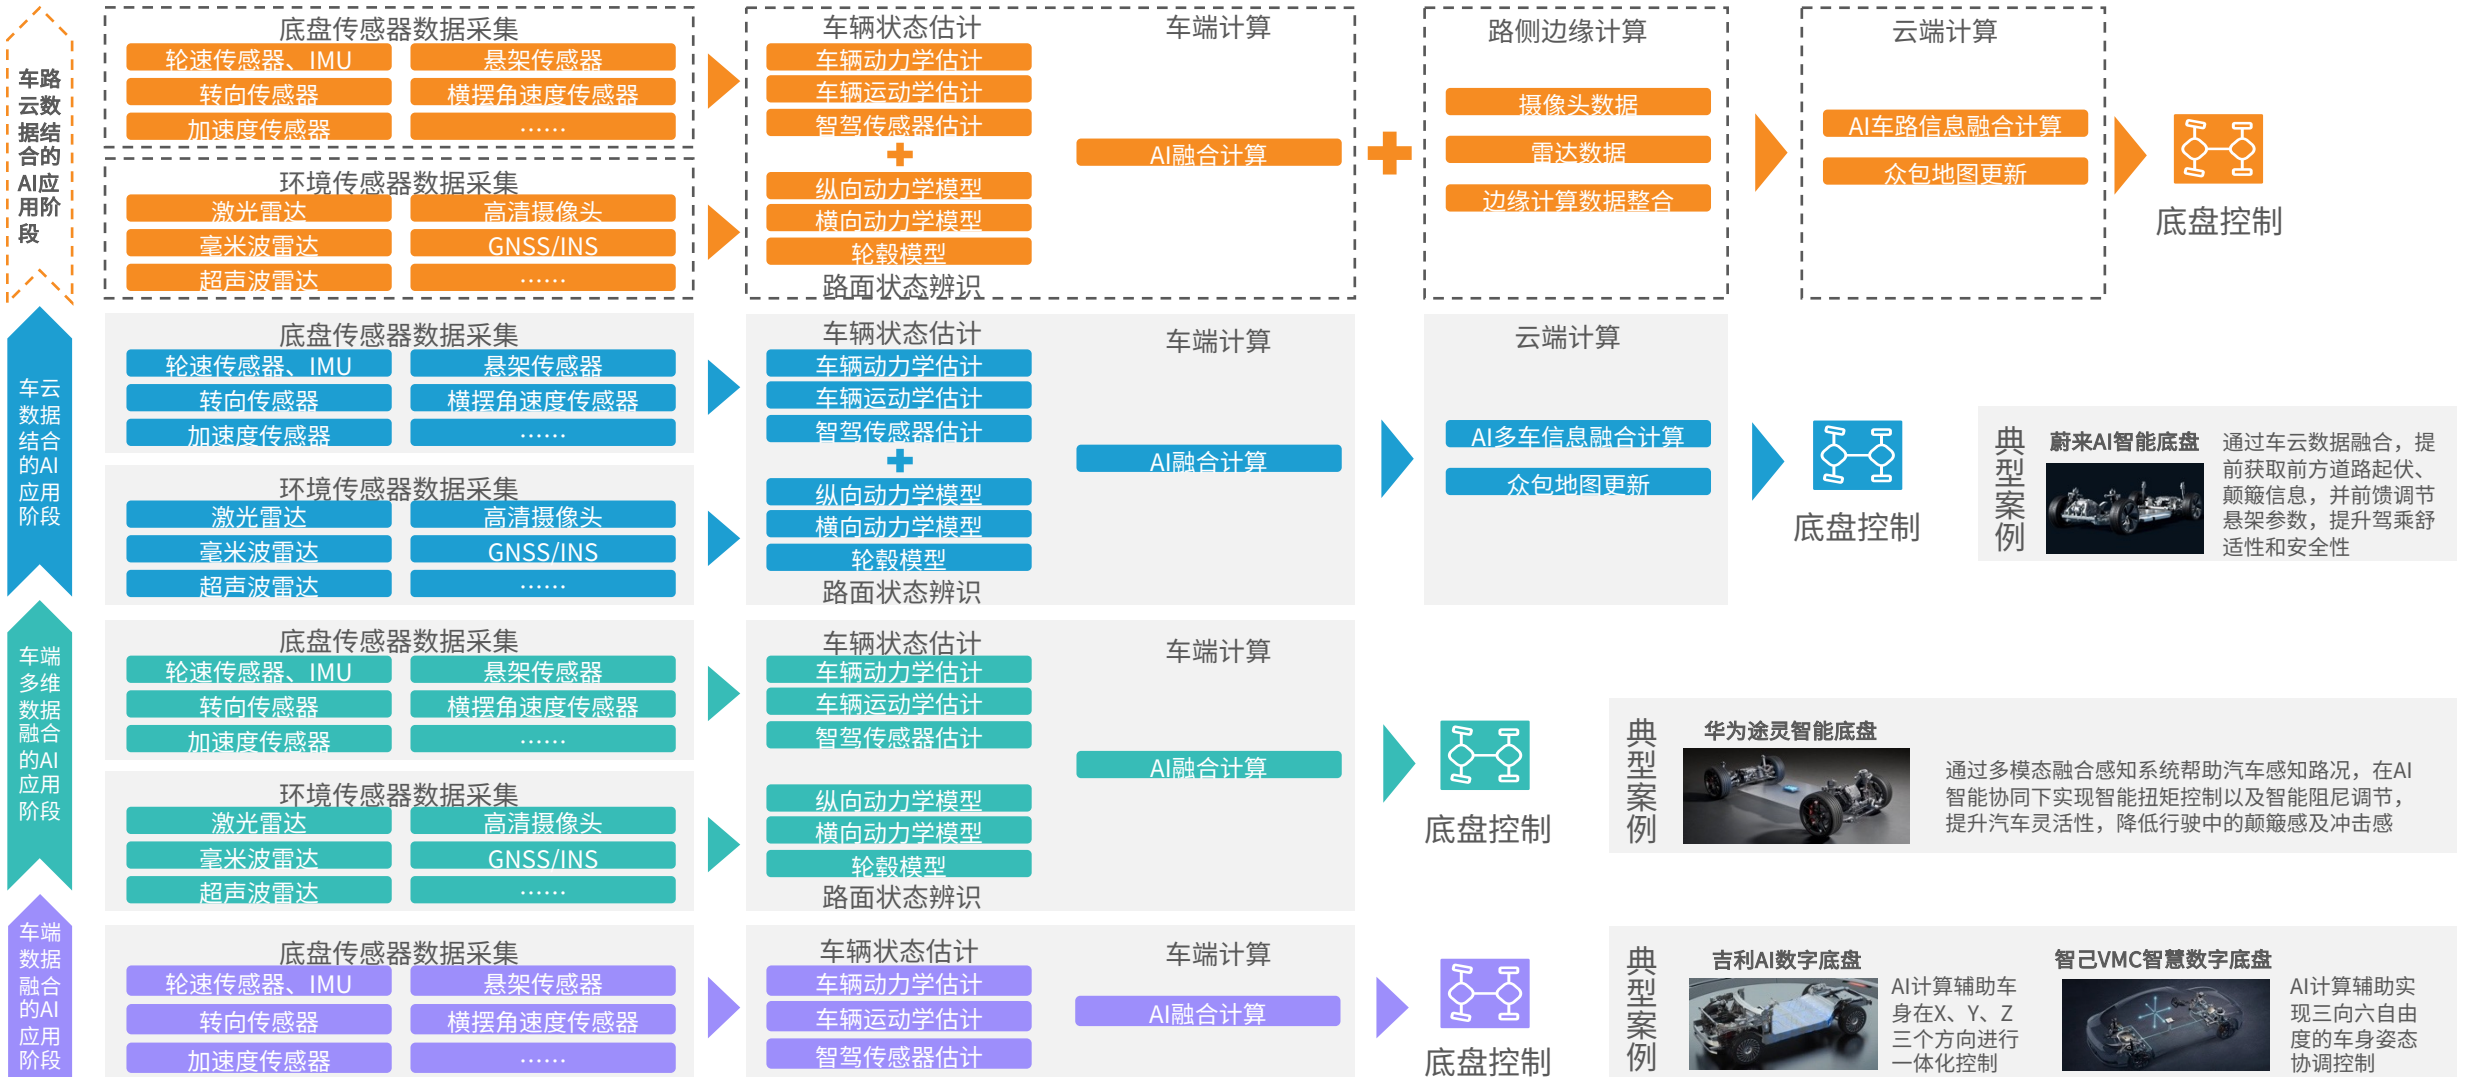 车路
云数
据结
合的
AI应
用阶
段
底盘传感器数据采集
轮速传感器、IMU
悬架传感器
转向传感器
横摆角速度传感器
加速度传感器
……
环境传感器数据采集
激光雷达
高清摄像头
毫米波雷达
GNSS/INS
超声波雷达
……
车辆状态估计
车辆动力学估计
车辆运动学估计
智驾传感器估计
纵向动力学模型
横向动力学模型
轮毂模型
路面状态辨识
车端计算
AI融合计算
路侧边缘计算
摄像头数据
雷达数据
边缘计算数据整合
云端计算
AI车路信息融合计算
众包地图更新
底盘控制
车云
数据
结合
的AI
应用
阶段
底盘传感器数据采集
轮速传感器、IMU
悬架传感器
转向传感器
横摆角速度传感器
加速度传感器
……
环境传感器数据采集
激光雷达
高清摄像头
毫米波雷达
GNSS/INS
超声波雷达
……
车辆状态估计
车辆动力学估计
车辆运动学估计
智驾传感器估计
纵向动力学模型
横向动力学模型
轮毂模型
路面状态辨识
车端计算
AI融合计算
云端计算
AI多车信息融合计算
众包地图更新
底盘控制
典
型
案
例
蔚来AI智能底盘
通过车云数据融合，提
前获取前方道路起伏、
颠簸信息，并前馈调节
悬架参数，提升驾乘舒
适性和安全性
车端
多维
数据
融合
的AI
应用
阶段
底盘传感器数据采集
轮速传感器、IMU
悬架传感器
转向传感器
横摆角速度传感器
加速度传感器
……
环境传感器数据采集
激光雷达
高清摄像头
毫米波雷达
GNSS/INS
超声波雷达
……
车辆状态估计
车辆动力学估计
车辆运动学估计
智驾传感器估计
纵向动力学模型
横向动力学模型
轮毂模型
路面状态辨识
车端计算
AI融合计算
底盘控制
典
型
案
例
华为途灵智能底盘
通过多模态融合感知系统帮助汽车感知路况，在AI
智能协同下实现智能扭矩控制以及智能阻尼调节，
提升汽车灵活性，降低行驶中的颠簸感及冲击感
车端
数据
融合
的AI
应用
阶段
底盘传感器数据采集
轮速传感器、IMU
悬架传感器
转向传感器
横摆角速度传感器
加速度传感器
……
车辆状态估计
车辆动力学估计
车辆运动学估计
智驾传感器估计
车端计算
AI融合计算
底盘控制
典
型
案
例
吉利AI数字底盘
AI计算辅助车
身在X、Y、Z
三个方向进行
一体化控制
智己VMC智慧数字底盘
AI计算辅助实
现三向六自由
度的车身姿态
协调控制